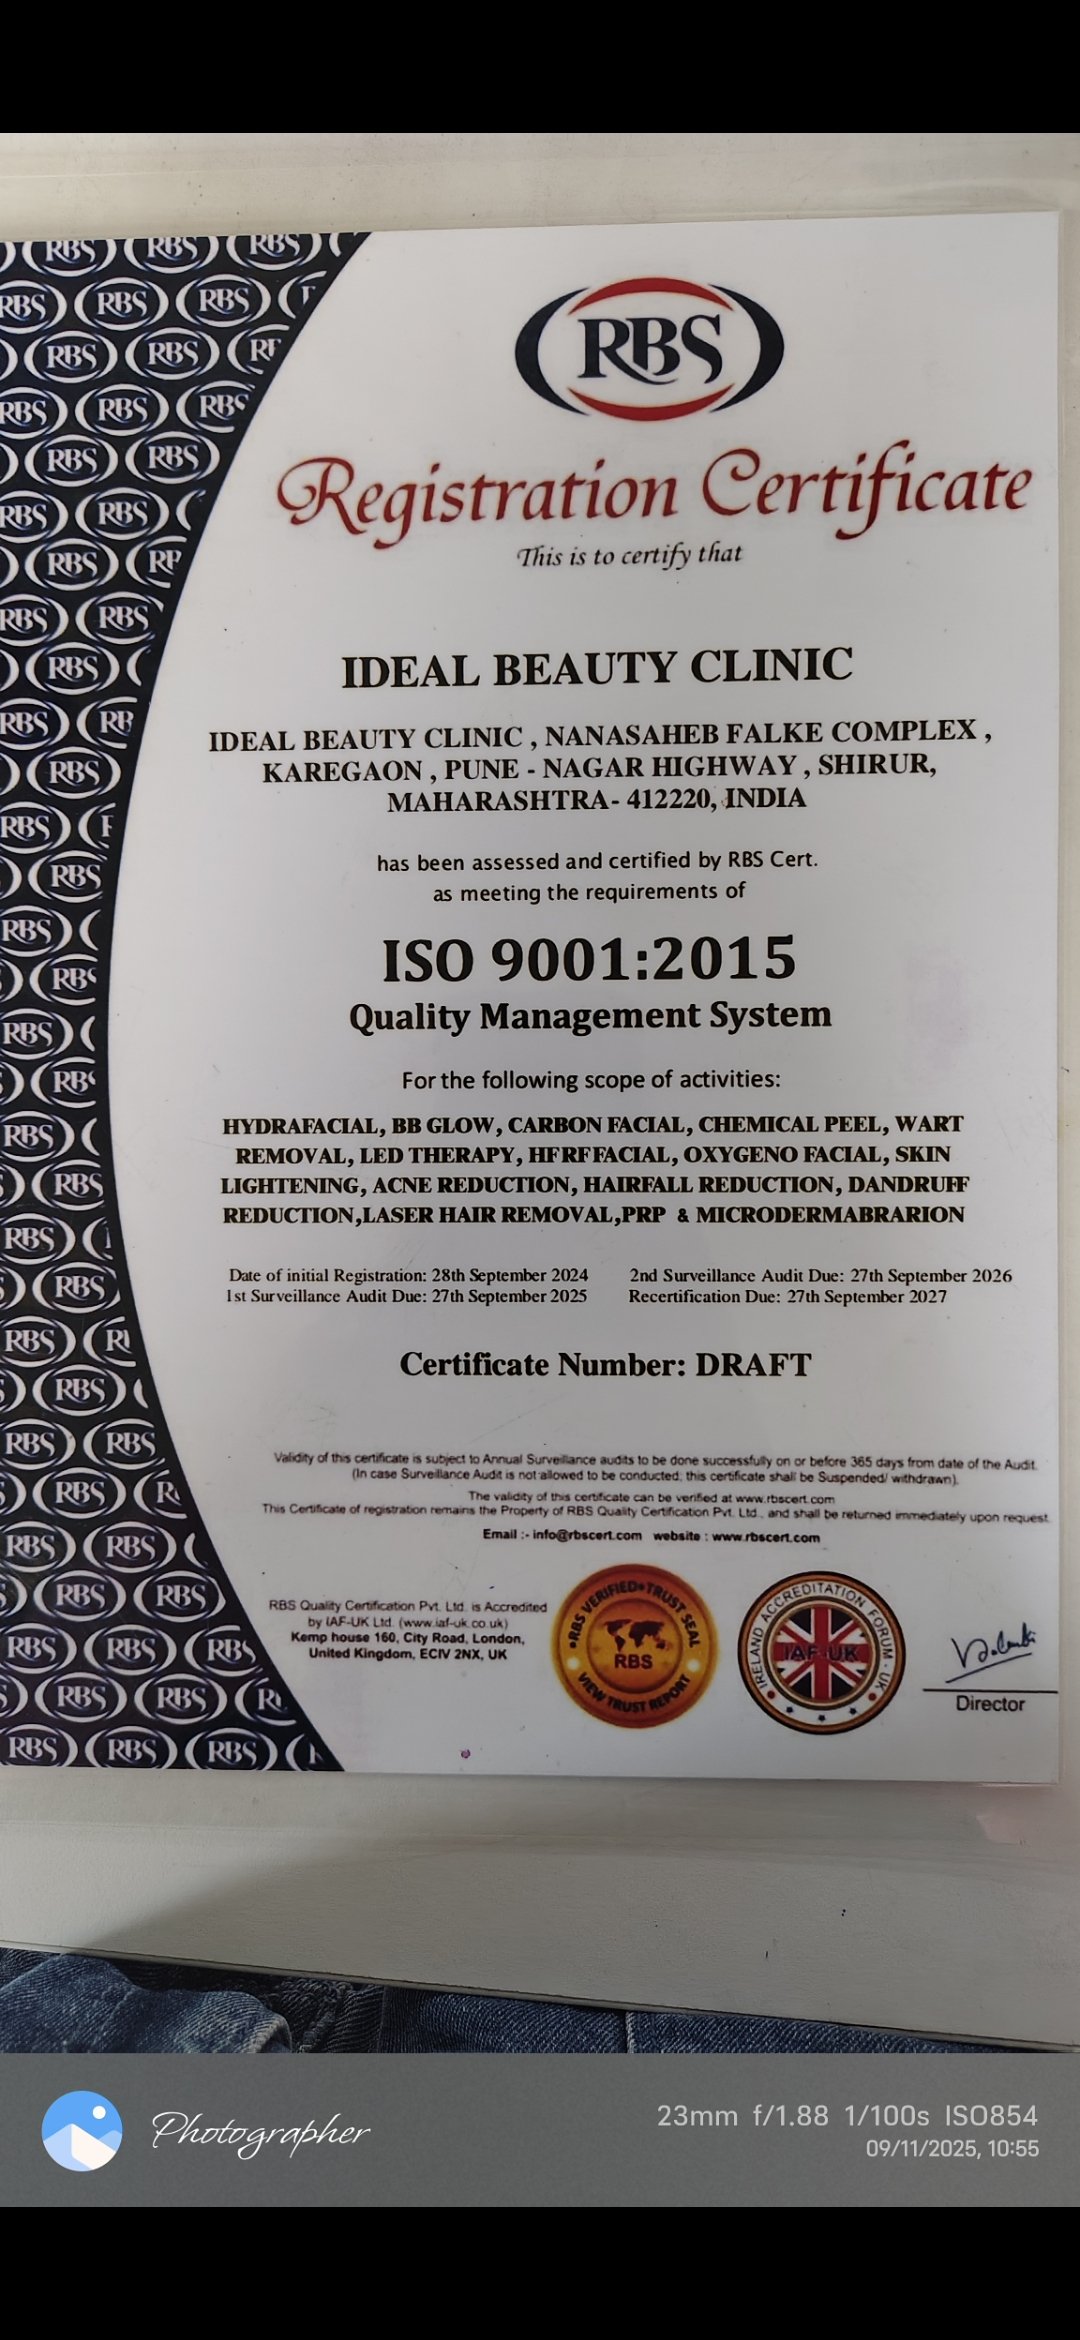 RBS
Registration Certificate
This is to certify that
IDEAL BEAUTY CLINIC
IDEAL BEAUTY CLINIC , NANASAHEB FALKE COMPLEX ,
KAREGAON , PUNE - NAGAR HIGHWAY , SHIRUR,
MAHARASHTRA- 412220, INDIA
has been assessed and certified by RBS Cert.
as meeting the requirements of
ISO 9001:2015
Quality Management System
For the following scope of activities:
HYDRAFACIAL, BB GLOW, CARBON FACIAL, CHEMICAL PEEL, WART
REMOVAL, LED THERAPY, HFRF FACIAL, OXYGENO FACIAL, SKIN
LIGHTENING, ACNE REDUCTION, HAIRFALL REDUCTION, DANDRUFF
REDUCTION,LASER HAIR REMOVAL,PRP & MICRODERMABRARION
Date of initial Registration: 28th September 2024 2nd Surveillance Audit Due: 27th September 2026
1st Surveillance Audit Due: 27th September 2025 Recertification Due: 27th September 2027
Certificate Number: DRAFT
Validity of this certificate is subject to Annual Surveillance audits to be done successfully on or before 365 days from date of the Audit.
(In case Surveillance Audit is not allowed to be conducted; this certificate shall be Suspended/ withdrawn).
The validity of this certificate can be verified at www.rbscert.com
This Certificate of registration remains the Property of RBS Quality Certification Pvt. Ltd., and shall be returned immediately upon request.
Email :- info@rbscert.com website : www.rbscert.com
RBS Quality Certification Pvt. Ltd. is Accredited
by IAF-UK Ltd. (www.iaf-uk.co.uk)
Kemp house 160, City Road, London,
United Kingdom, ECIV 2NX, UK
RBS VERIFIED TRUST SEAL
RBS
VIEW TRUST REPORT
IRELAND ACCREDITATION FORUM - UK
IAF-UK
Director
Photographer
23mm f/1.88 1/100s ISO854
09/11/2025, 10:55